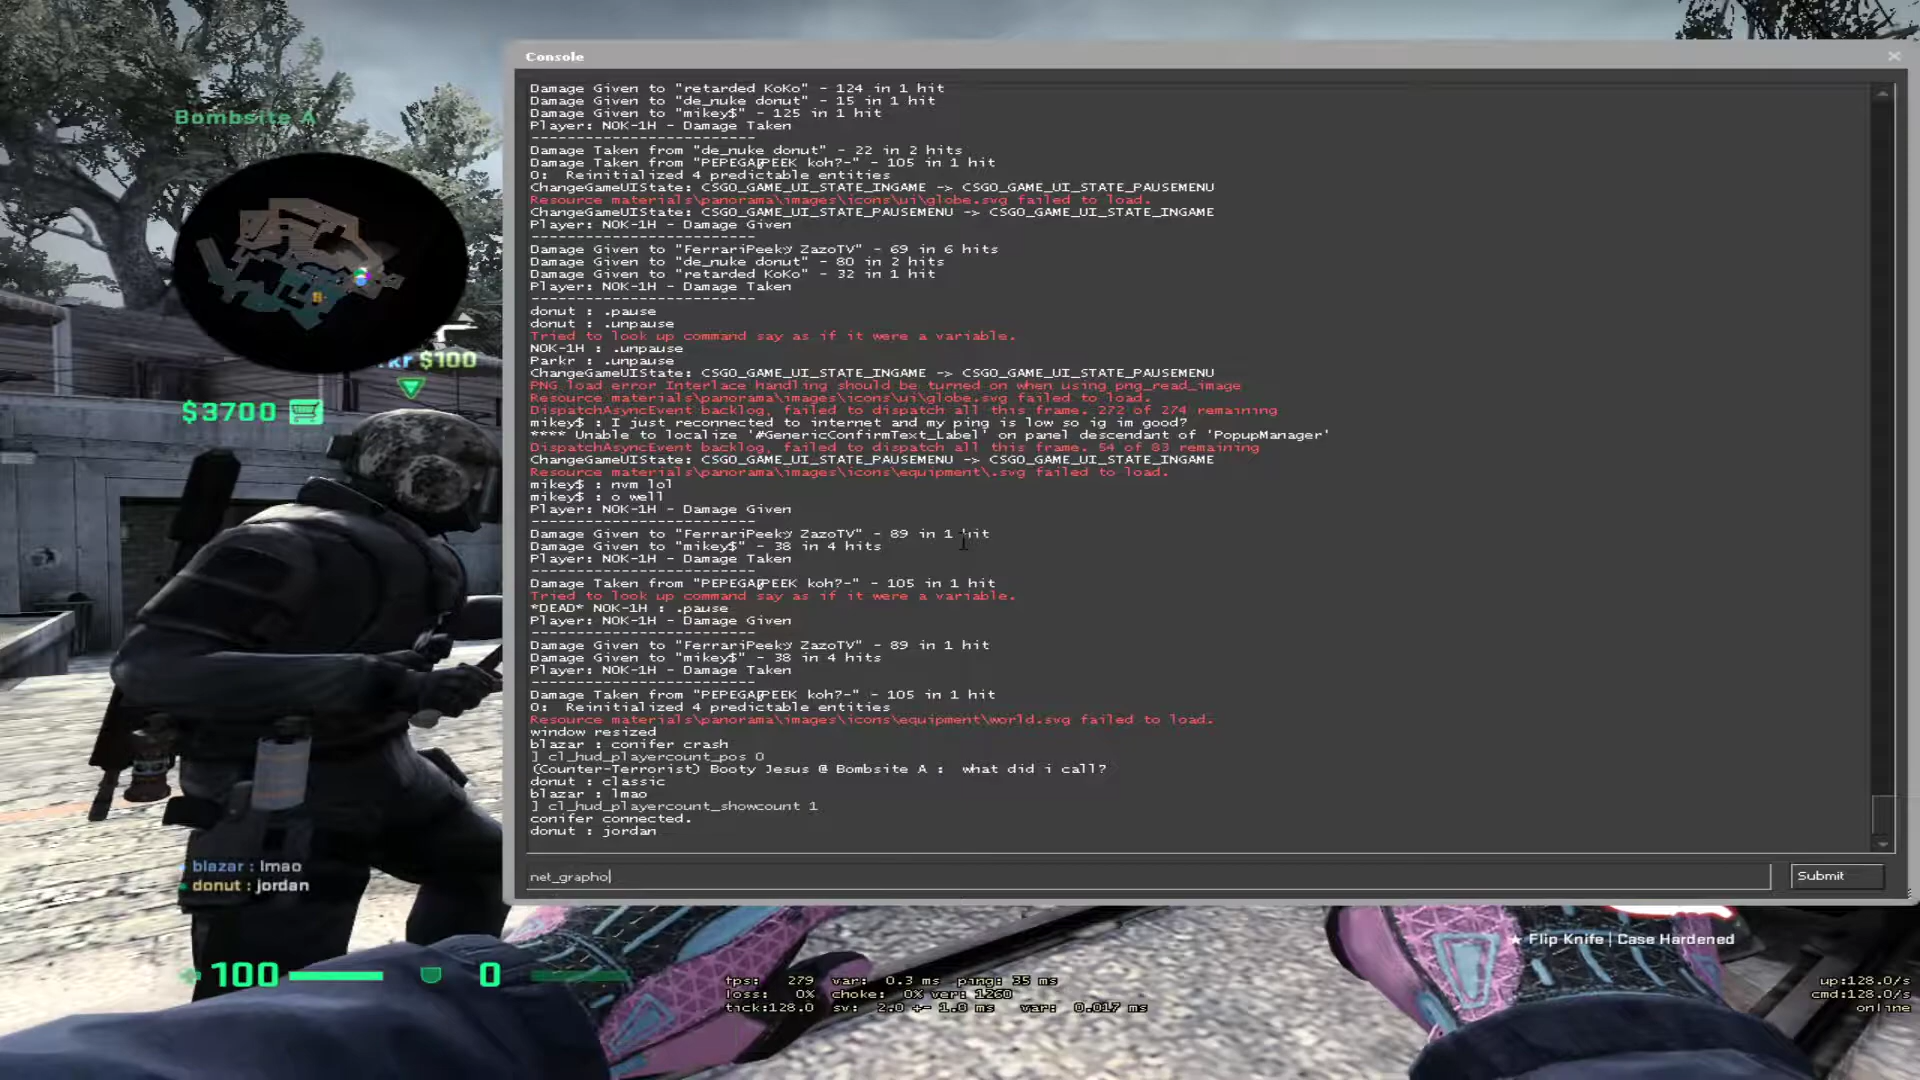 Console
Damage Given to "retarded KoKo" - 124 in 1 hit
Damage Given to "de_nuke donut" - 15 in 1 hit
Damage Given to "mikey$" - 125 in 1 hit
Player: NOK-1H - Damage Taken
-------------------------
Damage Taken from "de_nuke donut" - 22 in 2 hits
Damage Taken from "PEPEGA PEEK koh?-" - 105 in 1 hit
0:  Reinitialized 4 predictable entities
ChangeGameUIState: CSGO_GAME_UI_STATE_INGAME -> CSGO_GAME_UI_STATE_PAUSEMENU
Resource materials\panorama\images\icons\ui\globe.svg failed to load.
ChangeGameUIState: CSGO_GAME_UI_STATE_PAUSEMENU -> CSGO_GAME_UI_STATE_INGAME
Player: NOK-1H - Damage Given
-------------------------
Damage Given to "FerrariPeeky ZazoTV" - 69 in 6 hits
Damage Given to "de_nuke donut" - 80 in 2 hits
Damage Given to "retarded KoKo" - 32 in 1 hit
Player: NOK-1H - Damage Taken
-------------------------
donut : .pause
donut : .unpause
Tried to look up command say as if it were a variable.
NOK-1H : .unpause
Parkr : .unpause
ChangeGameUIState: CSGO_GAME_UI_STATE_INGAME -> CSGO_GAME_UI_STATE_PAUSEMENU
PNG load error Interlace handling should be turned on when using png_read_image
Resource materials\panorama\images\icons\ui\globe.svg failed to load.
DispatchAsyncEvent backlog, failed to dispatch all this frame. 272 of 274 remaining
mikey$ : I just reconnected to internet and my ping is low so ig im good?
**** Unable to localize '#GenericConfirmText_Label' on panel descendant of 'PopupManager'
DispatchAsyncEvent backlog, failed to dispatch all this frame. 54 of 83 remaining
ChangeGameUIState: CSGO_GAME_UI_STATE_PAUSEMENU -> CSGO_GAME_UI_STATE_INGAME
Resource materials\panorama\images\icons\equipment\.svg failed to load.
mikey$ : nvm lol
mikey$ : o well
Player: NOK-1H - Damage Given
-------------------------
Damage Given to "FerrariPeeky ZazoTV" - 89 in 1 hit
Damage Given to "mikey$" - 38 in 4 hits
Player: NOK-1H - Damage Taken
-------------------------
Damage Taken from "PEPEGA PEEK koh?-" - 105 in 1 hit
Tried to look up command say as if it were a variable.
*DEAD* NOK-1H : .pause
Player: NOK-1H - Damage Given
-------------------------
Damage Given to "FerrariPeeky ZazoTV" - 89 in 1 hit
Damage Given to "mikey$" - 38 in 4 hits
Player: NOK-1H - Damage Taken
-------------------------
Damage Taken from "PEPEGA PEEK koh?-" - 105 in 1 hit
0:  Reinitialized 4 predictable entities
Resource materials\panorama\images\icons\equipment\world.svg failed to load.
window resized
blazar : conifer crash
] cl_hud_playercount_pos 0
(Counter-Terrorist) Booty Jesus @ Bombsite A :  what did i call?
donut : classic
blazar : lmao
] cl_hud_playercount_showcount 1
conifer connected.
donut : jordan
net_grapho
Submit
Bombsite A
kr $100
$3700
blazar : lmao
donut : jordan
100
0
Flip Knife | Case Hardened
fps: 279 var: 0.3 ms ping: 35 ms
loss: 0% choke: 0% ver: 1260
tick:128.0 sv: 2.0 +- 1.0 ms var: 0.017 ms
up:128.0/s
cmd:128.0/s
online